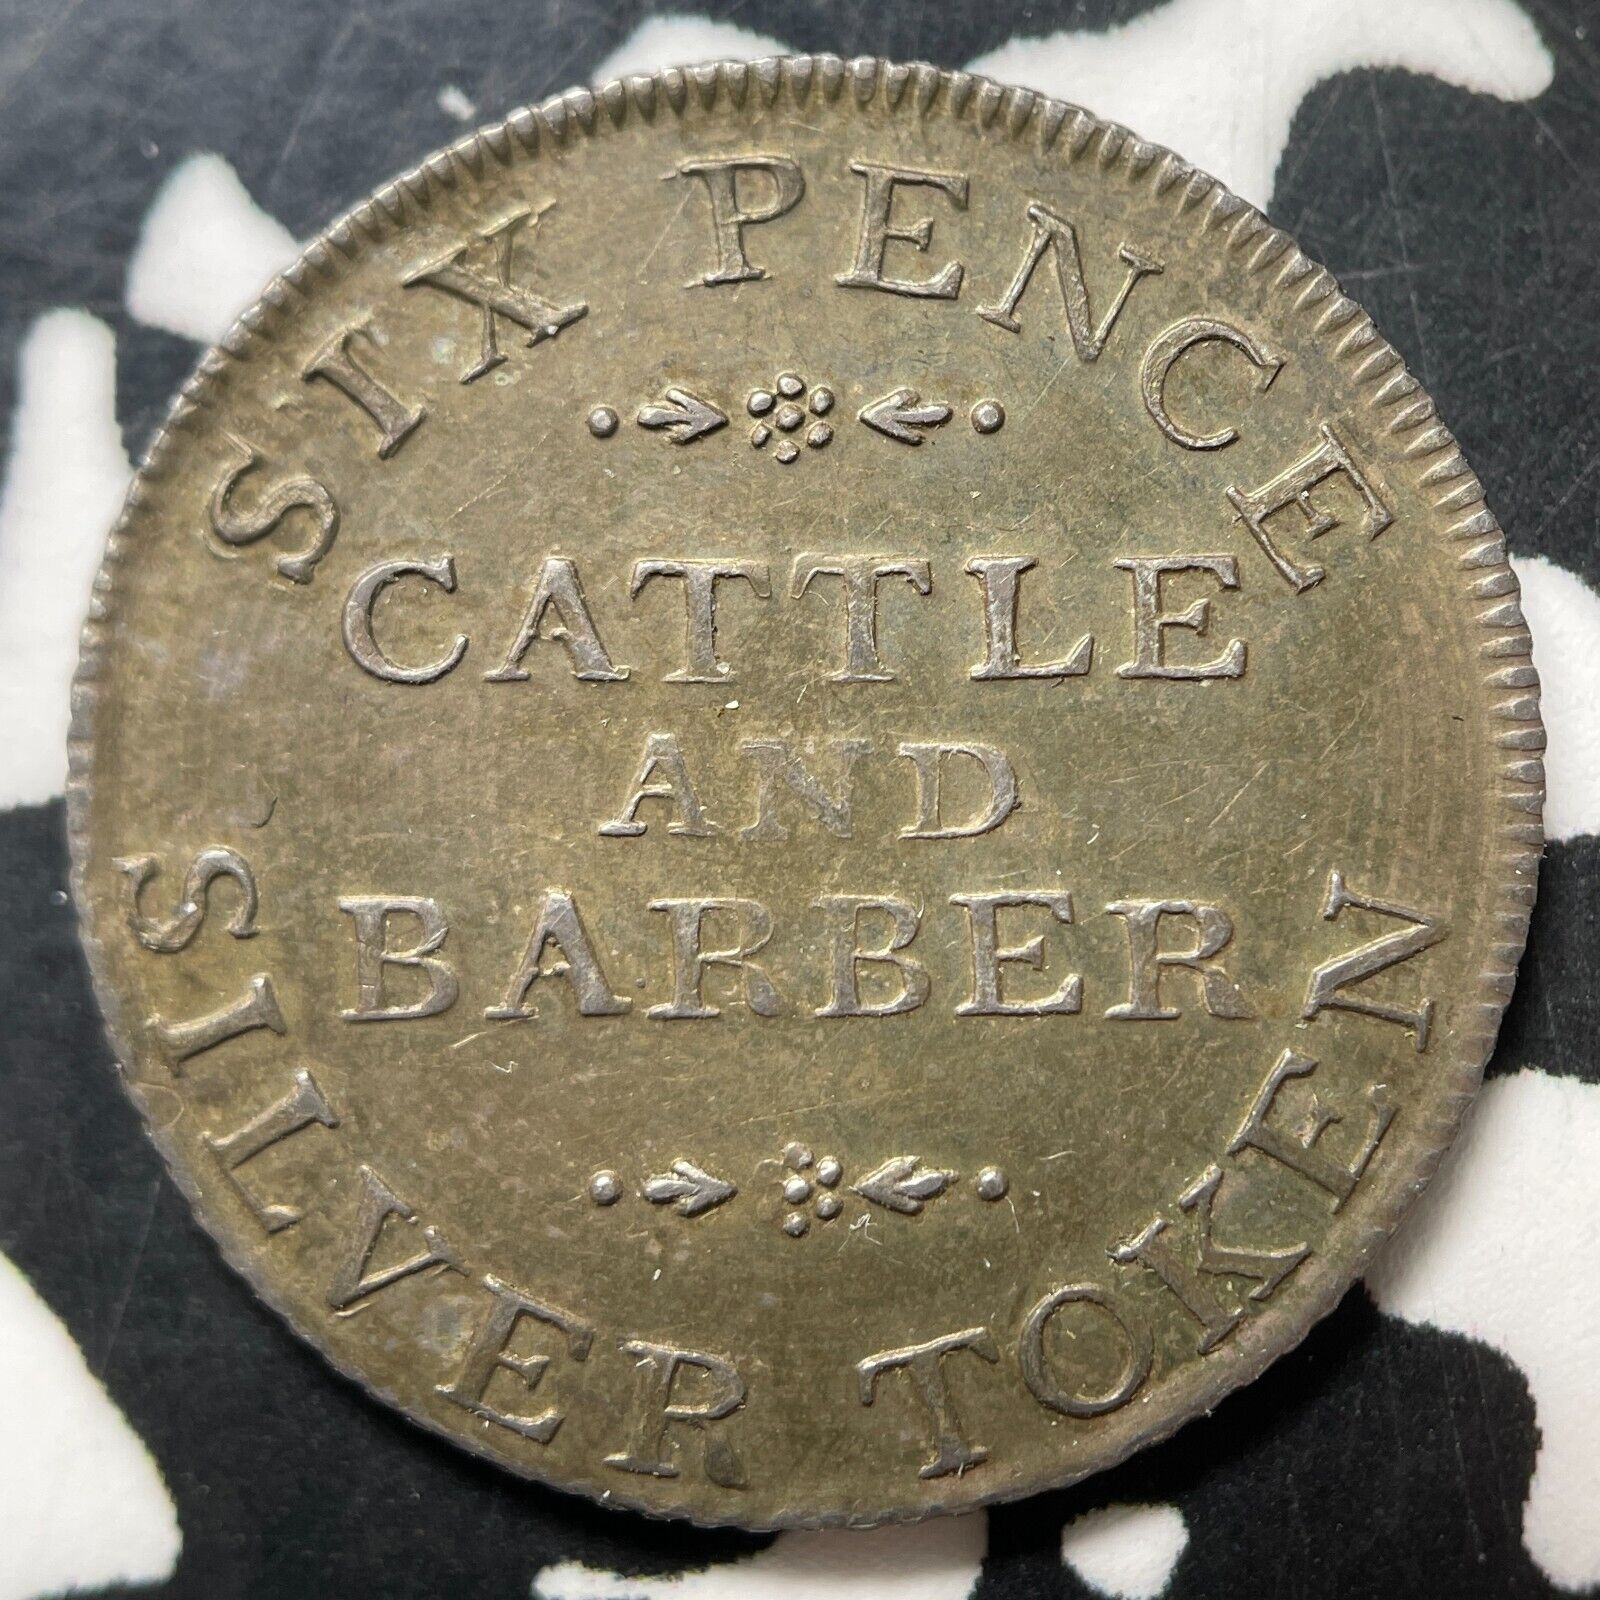 SIX PENCE
CATTLE
AND
BARBER
SILVER TOKEN